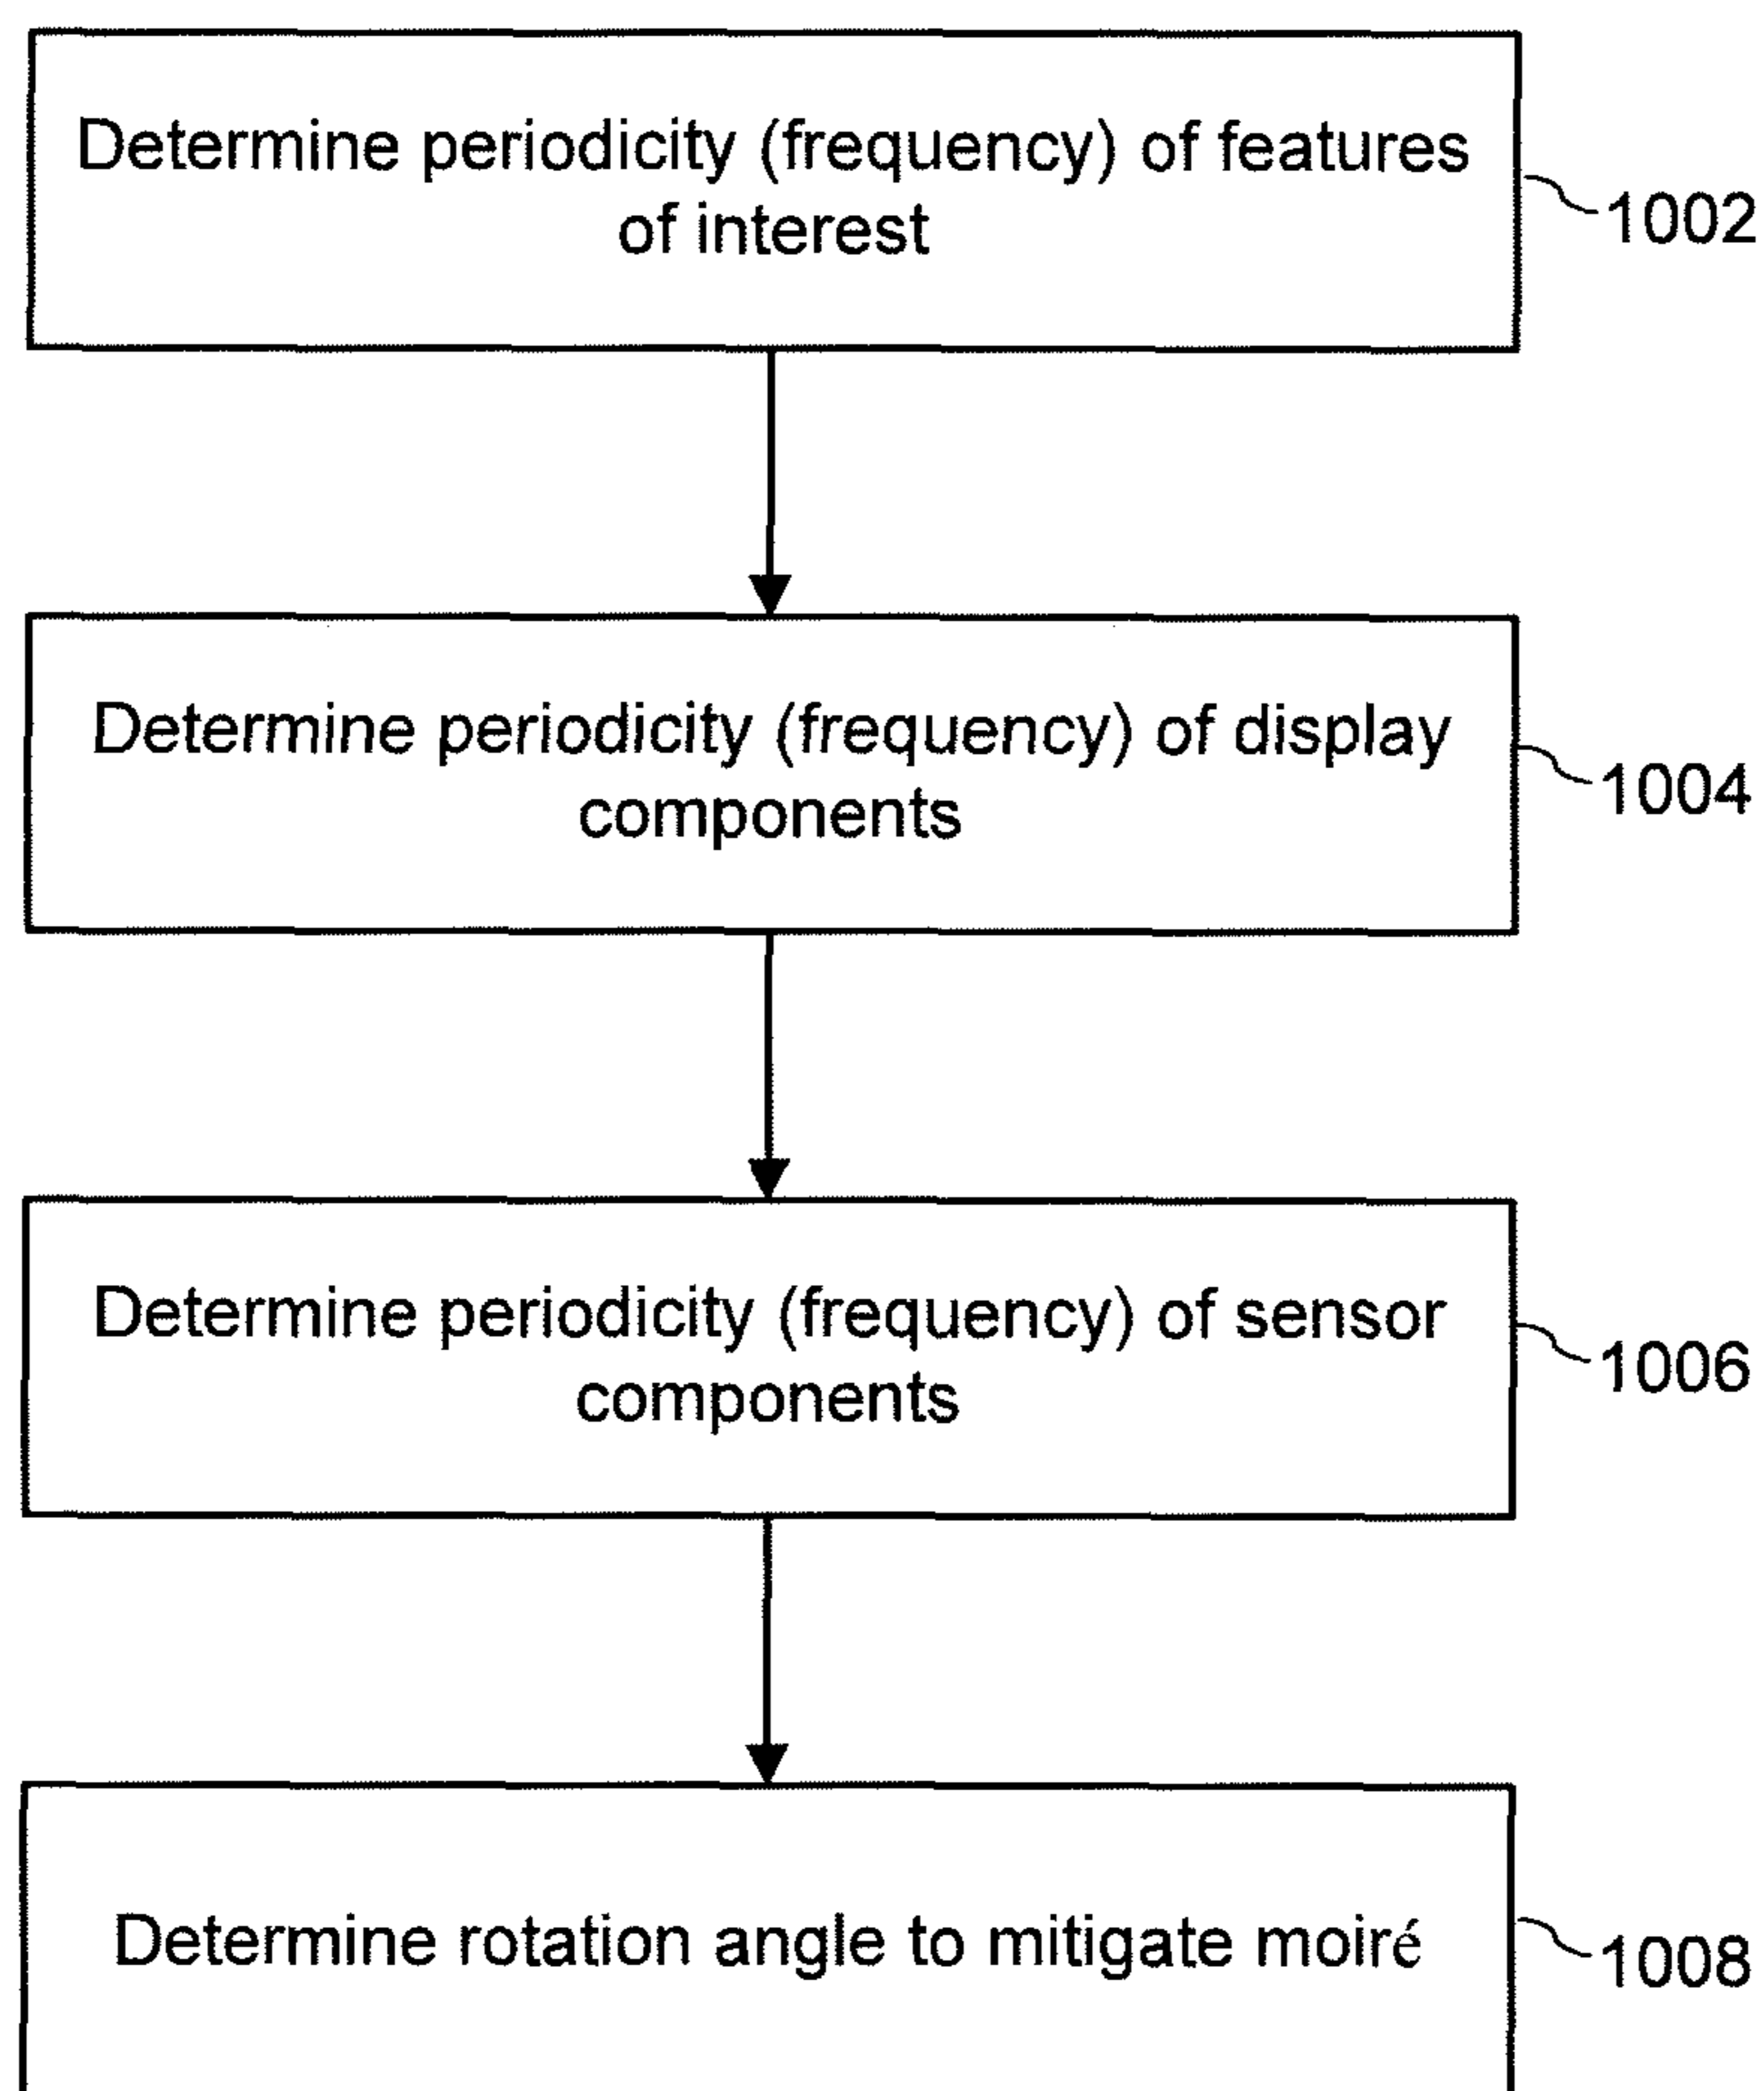 Determine periodicity (frequency) of features
of interest
1002
Determine periodicity (frequency) of display
components
1004
Determine periodicity (frequency) of sensor
components
1006
Determine rotation angle to mitigate moiré
1008